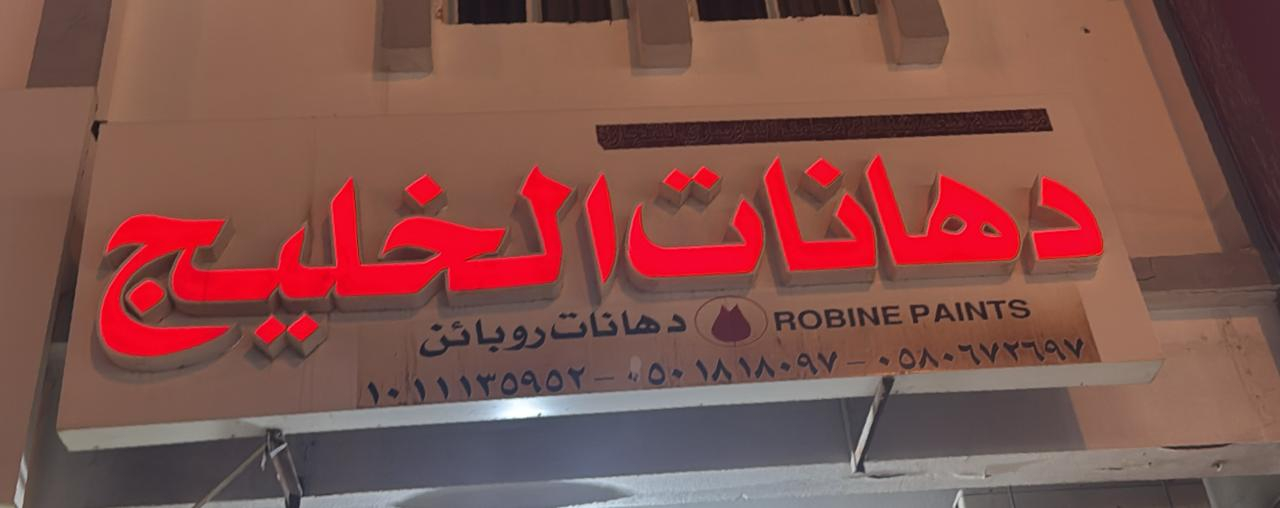 دهانات الخليج
دهانات روبائن ROBINE PAINTS
١٠١١١٣٥٩٥٢ – ٠٥٠١٨١٨٠٩٧ – ٠٥٨٠٦٧٢٦٩٧